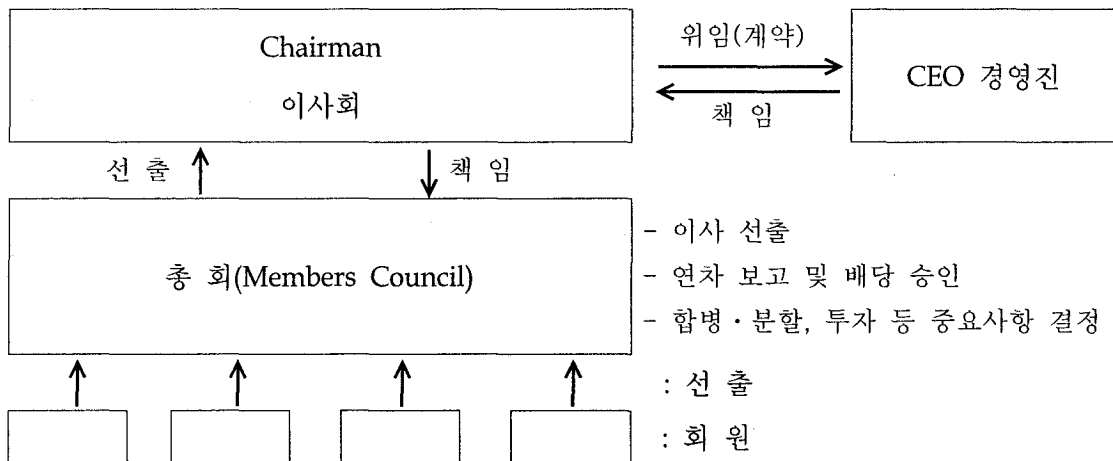 Chairman
이사회
위임(계약)
책 임
CEO 경영진
선 출
책 임
총 회(Members Council)
- 이사 선출
- 연차 보고 및 배당 승인
- 합병·분할, 투자 등 중요사항 결정
: 선 출
: 회 원